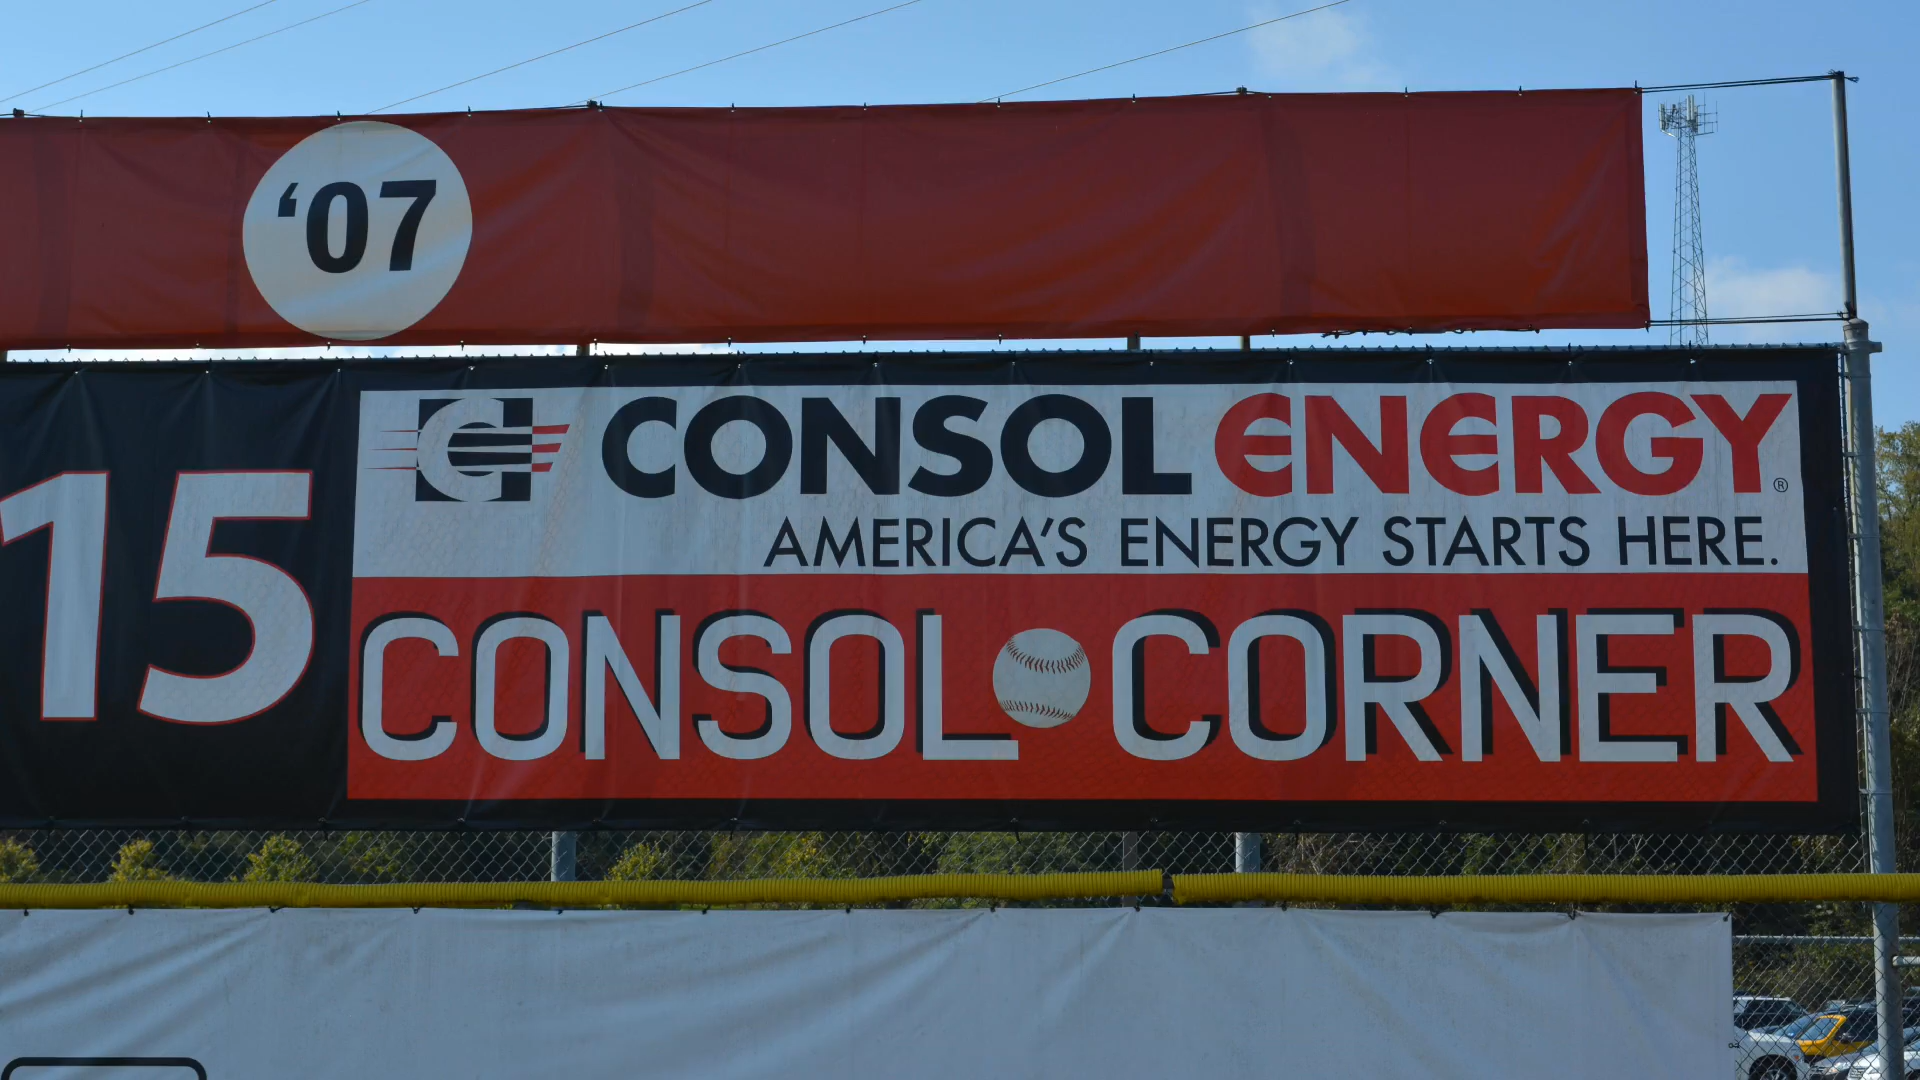 ‘07
15
CONSOL ENERGY®
AMERICA’S ENERGY STARTS HERE.
CONSOL CORNER